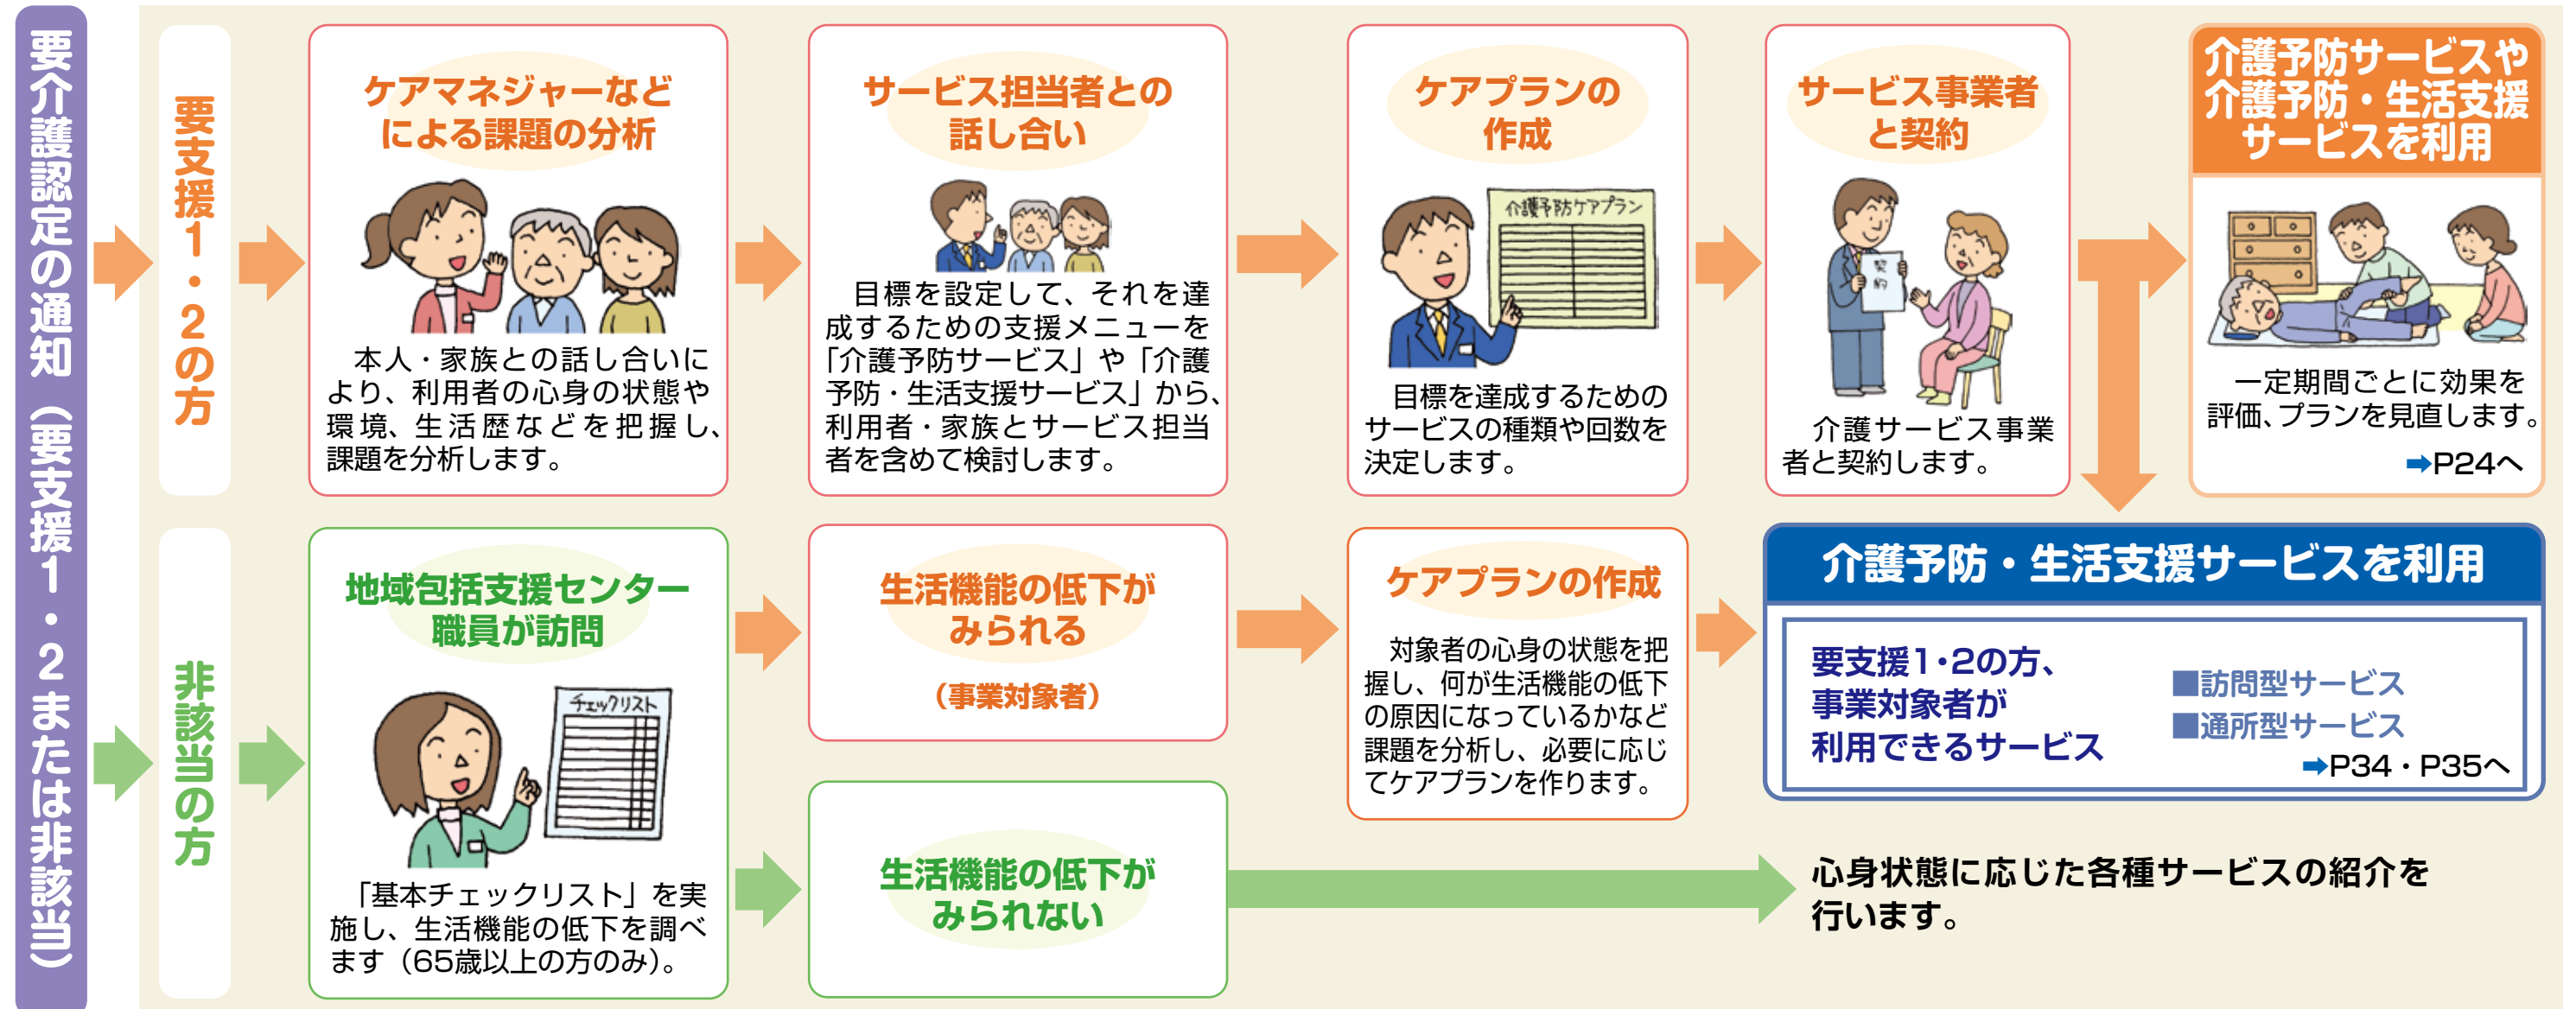 要介護認定の通知（要支援1・2または非該当）
要支援1・2の方
ケアマネジャーなど
による課題の分析
本人・家族との話し合いに
より、利用者の心身の状態や
環境、生活歴などを把握し、
課題を分析します。
サービス担当者との
話し合い
目標を設定して、それを達
成するための支援メニューを
「介護予防サービス」や「介護
予防・生活支援サービス」から、
利用者・家族とサービス担当
者を含めて検討します。
ケアプランの
作成
介護予防ケアプラン
目標を達成するための
サービスの種類や回数を
決定します。
サービス事業者
と契約
契
約
介護サービス事業
者と契約します。
介護予防サービスや
介護予防・生活支援
サービスを利用
一定期間ごとに効果を
評価、プランを見直します。
➡P24へ
非該当の方
地域包括支援センター
職員が訪問
チェックリスト
「基本チェックリスト」を実
施し、生活機能の低下を調べ
ます（65歳以上の方のみ）。
生活機能の低下が
みられる
（事業対象者）
ケアプランの作成
対象者の心身の状態を把
握し、何が生活機能の低下
の原因になっているかなど
課題を分析し、必要に応じ
てケアプランを作ります。
介護予防・生活支援サービスを利用
要支援1・2の方、
事業対象者が
利用できるサービス
■訪問型サービス
■通所型サービス
➡P34・P35へ
生活機能の低下が
みられない
心身状態に応じた各種サービスの紹介を
行います。